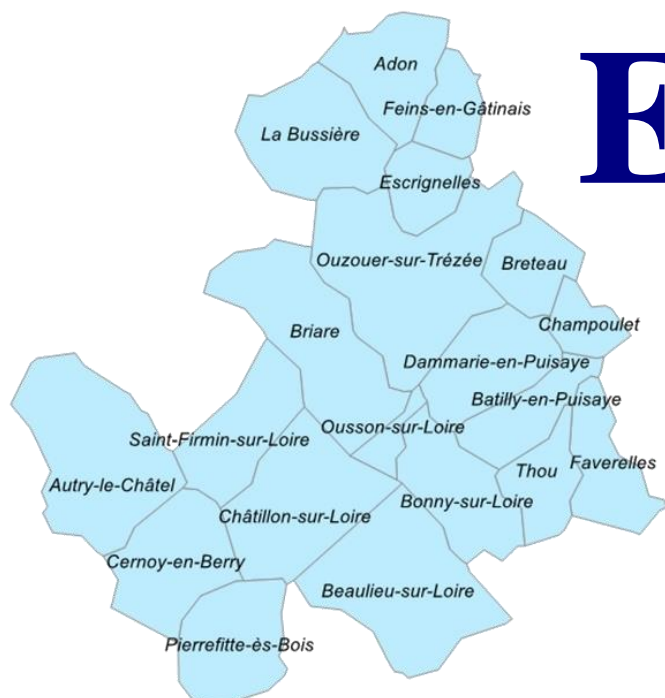 E
Adon
Feins-en-Gâtinais
La Bussière
Escrignelles
Ouzouer-sur-Trézée
Breteau
Briare
Champoulet
Dammarie-en-Puisaye
Batilly-en-Puisaye
Ousson-sur-Loire
Saint-Firmin-sur-Loire
Thou
Faverelles
Autry-le-Châtel
Bonny-sur-Loire
Châtillon-sur-Loire
Cernoy-en-Berry
Beaulieu-sur-Loire
Pierrefitte-ès-Bois